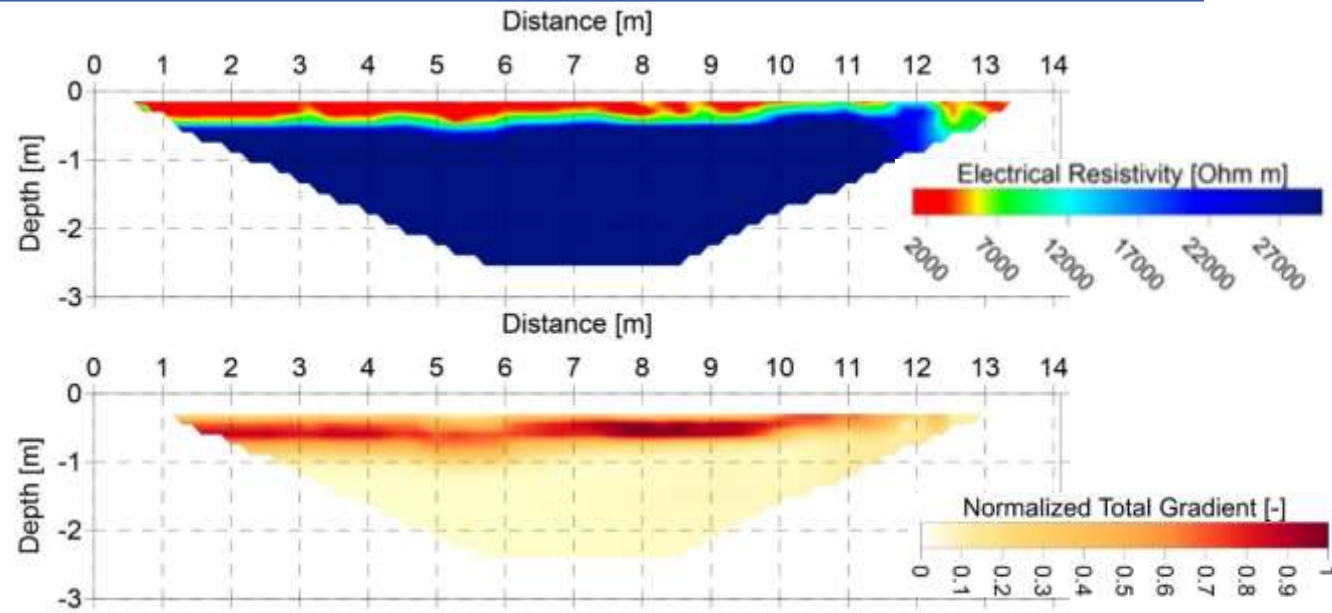 Distance [m]
0 1 2 3 4 5 6 7 8 9 10 11 12 13 14
0
-1
-2
-3
Depth [m]
Electrical Resistivity [Ohm m]
2000 7000 12000 17000 22000 27000
Distance [m]
0 1 2 3 4 5 6 7 8 9 10 11 12 13 14
0
-1
-2
-3
Depth [m]
Normalized Total Gradient [-]
0 0.1 0.2 0.3 0.4 0.5 0.6 0.7 0.8 0.9 1